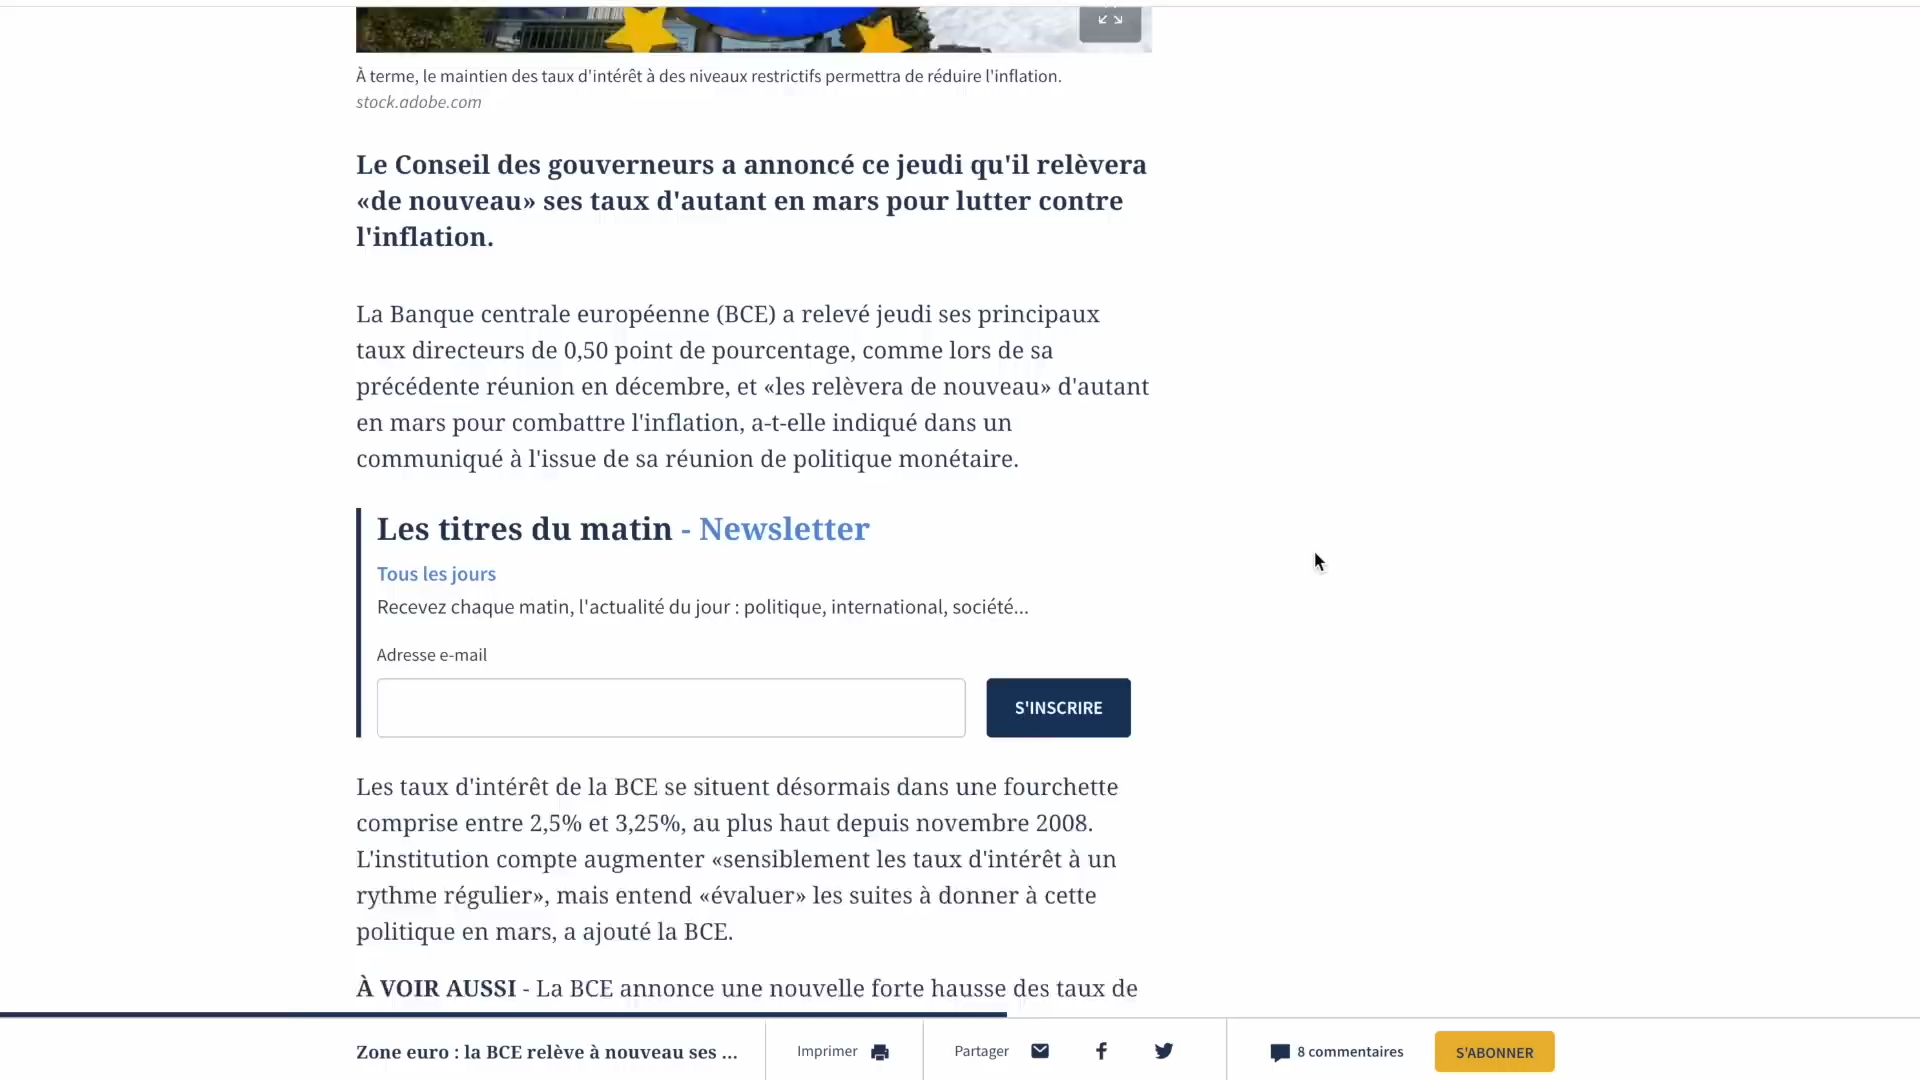 À terme, le maintien des taux d'intérêt à des niveaux restrictifs permettra de réduire l'inflation.
stock.adobe.com
Le Conseil des gouverneurs a annoncé ce jeudi qu'il relèvera
«de nouveau» ses taux d'autant en mars pour lutter contre
l'inflation.
La Banque centrale européenne (BCE) a relevé jeudi ses principaux
taux directeurs de 0,50 point de pourcentage, comme lors de sa
précédente réunion en décembre, et «les relèvera de nouveau» d'autant
en mars pour combattre l'inflation, a-t-elle indiqué dans un
communiqué à l'issue de sa réunion de politique monétaire.
Les titres du matin - Newsletter
Tous les jours
Recevez chaque matin, l'actualité du jour : politique, international, société...
Adresse e-mail
S'INSCRIRE
Les taux d'intérêt de la BCE se situent désormais dans une fourchette
comprise entre 2,5% et 3,25%, au plus haut depuis novembre 2008.
L'institution compte augmenter «sensiblement les taux d'intérêt à un
rythme régulier», mais entend «évaluer» les suites à donner à cette
politique en mars, a ajouté la BCE.
À VOIR AUSSI - La BCE annonce une nouvelle forte hausse des taux de
Zone euro : la BCE relève à nouveau ses ...
Imprimer
Partager
8 commentaires
S'ABONNER